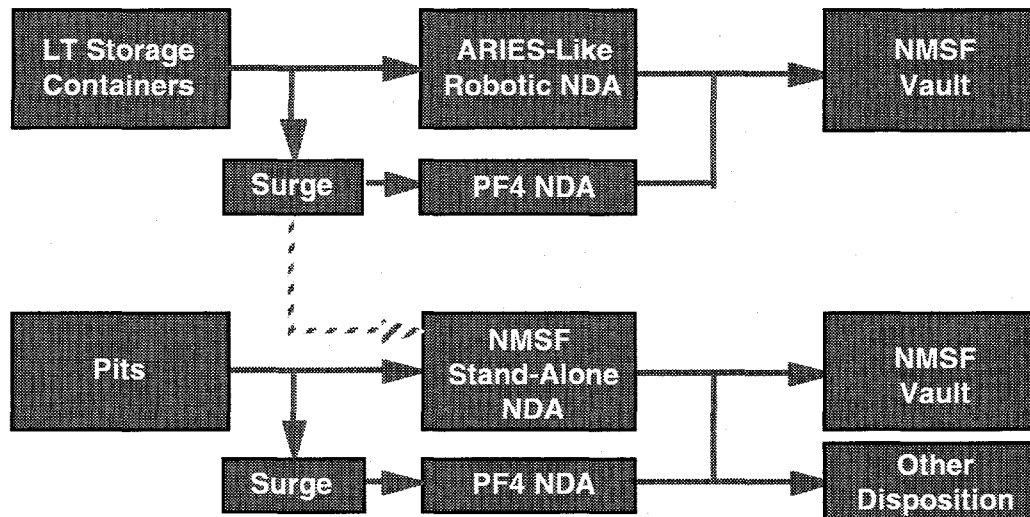 LT Storage
Containers
ARIES-Like
Robotic NDA
NMSF
Vault
Surge
PF4 NDA
Pits
NMSF
Stand-Alone
NDA
NMSF
Vault
Surge
PF4 NDA
Other
Disposition